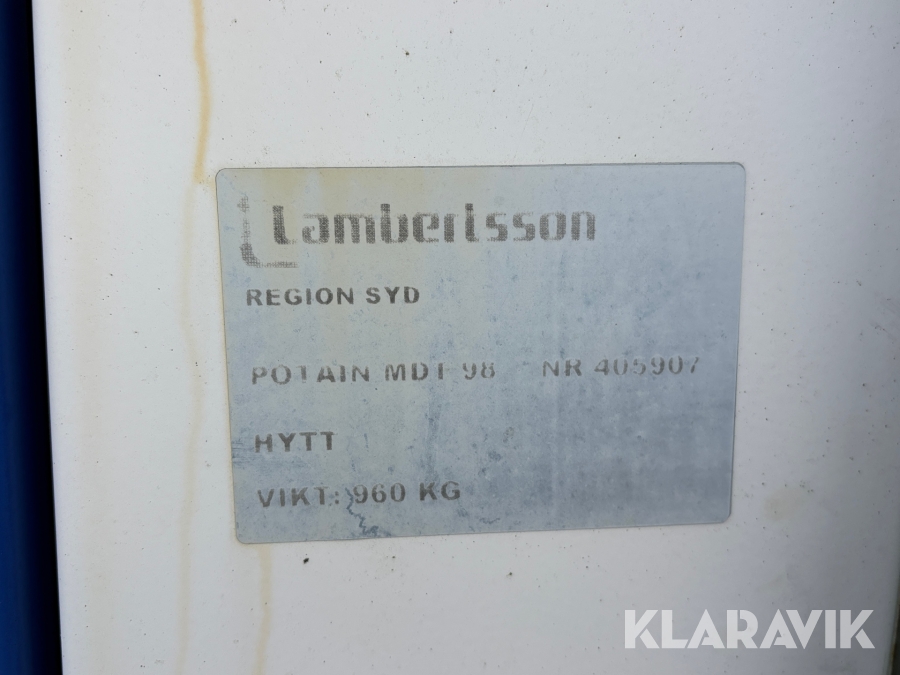 Lambertsson
REGION SYD
POTAIN MDT 98 NR 405907
HYTT
VIKT: 960 KG
KLARAVIK